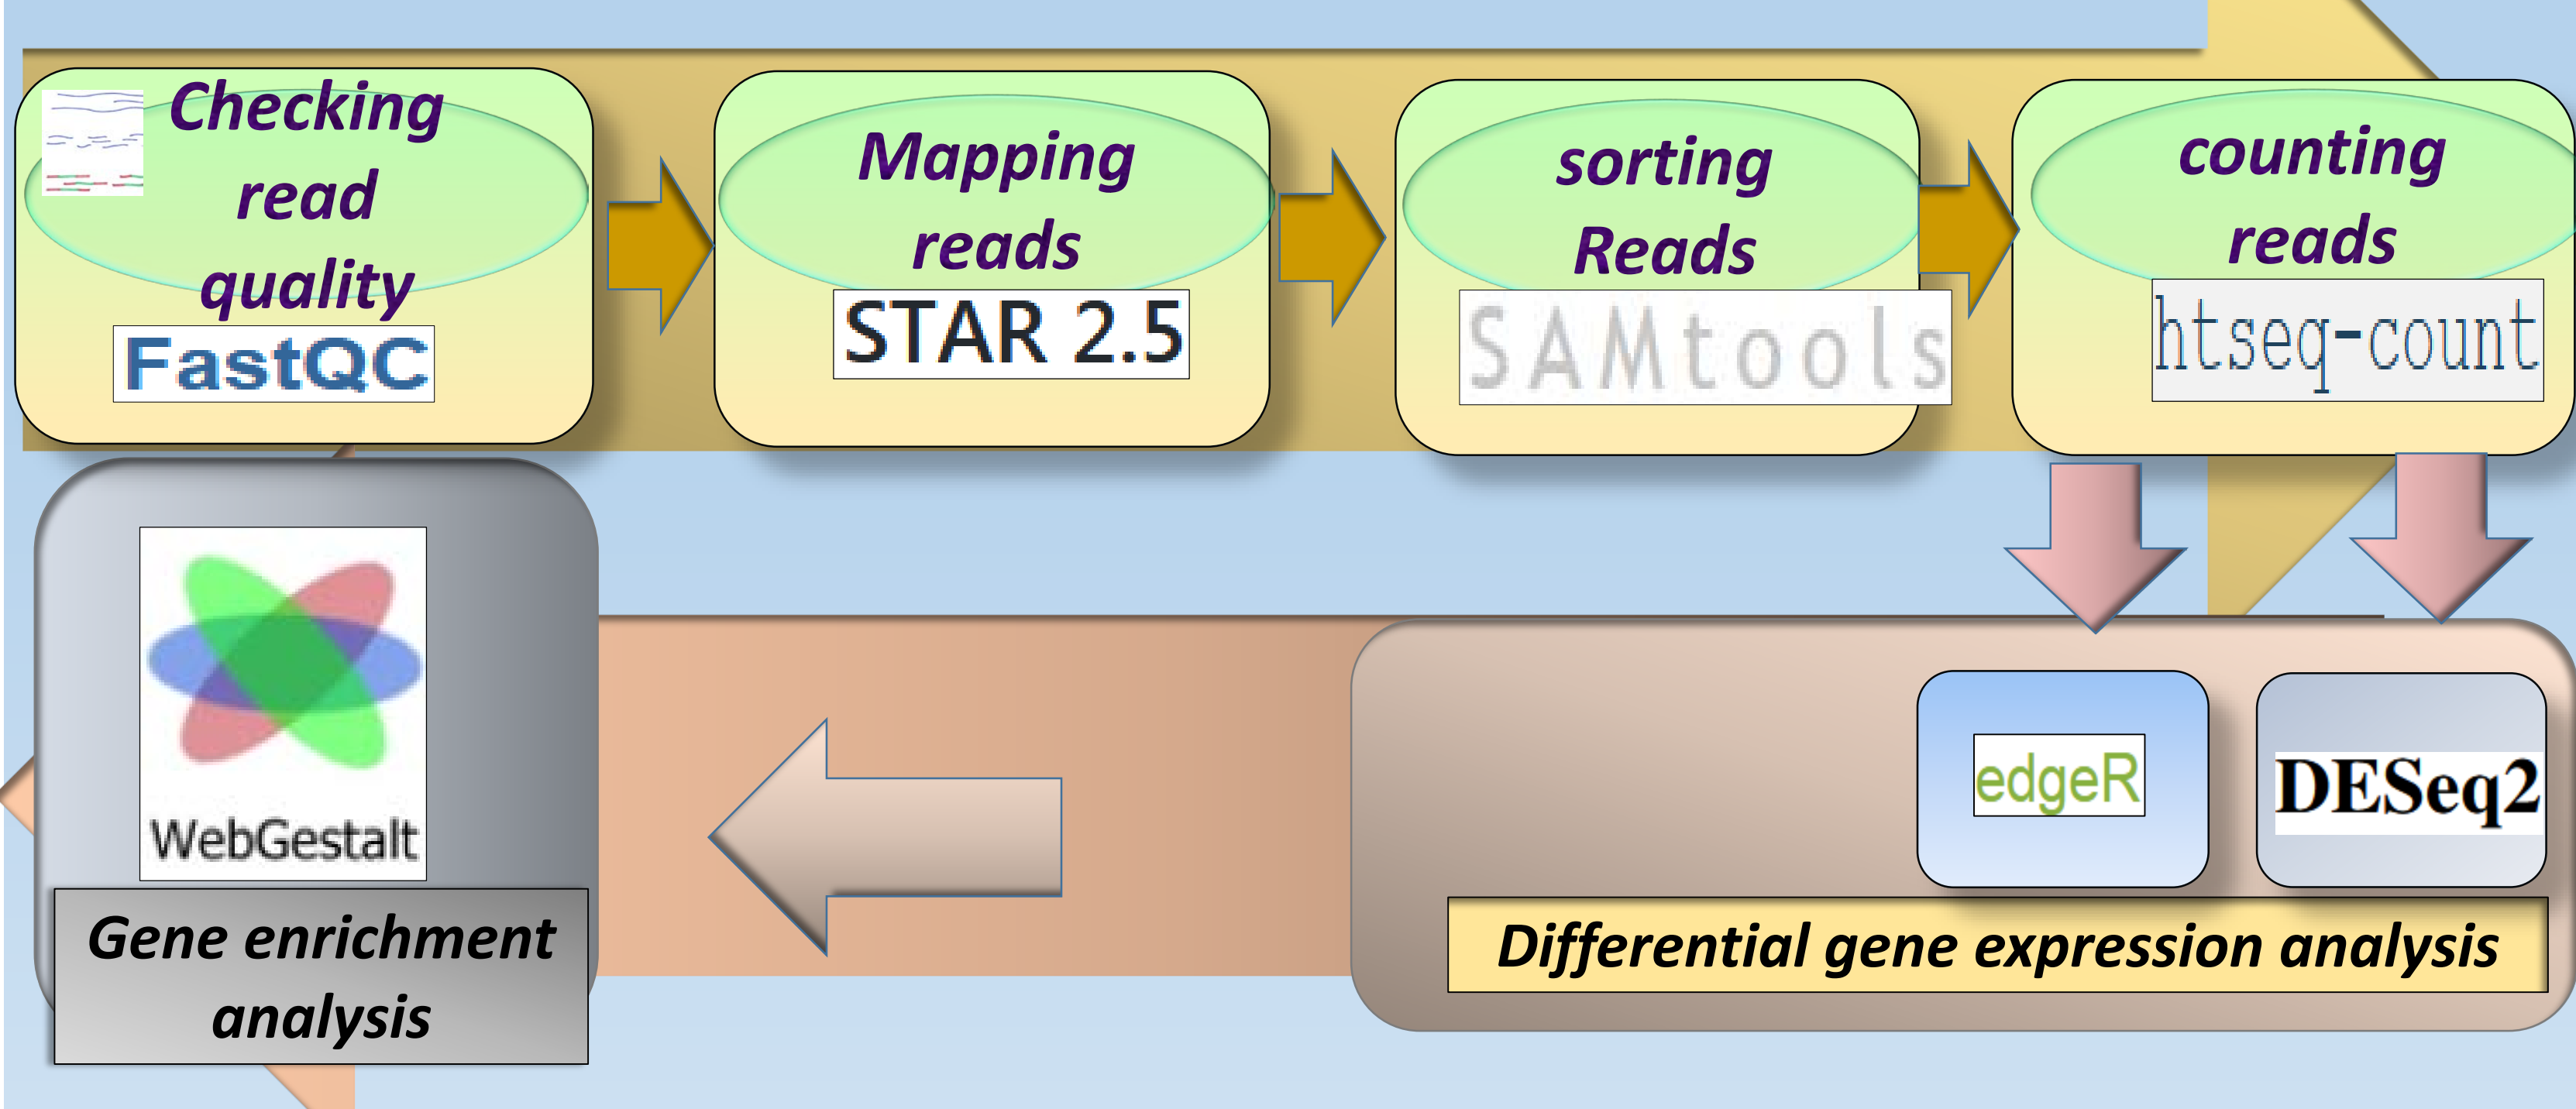 Checking
read
quality
FastQC
Mapping
reads
STAR 2.5
sorting
Reads
SAMtools
counting
reads
htseq-count
edgeR
DESeq2
Differential gene expression analysis
WebGestalt
Gene enrichment
analysis